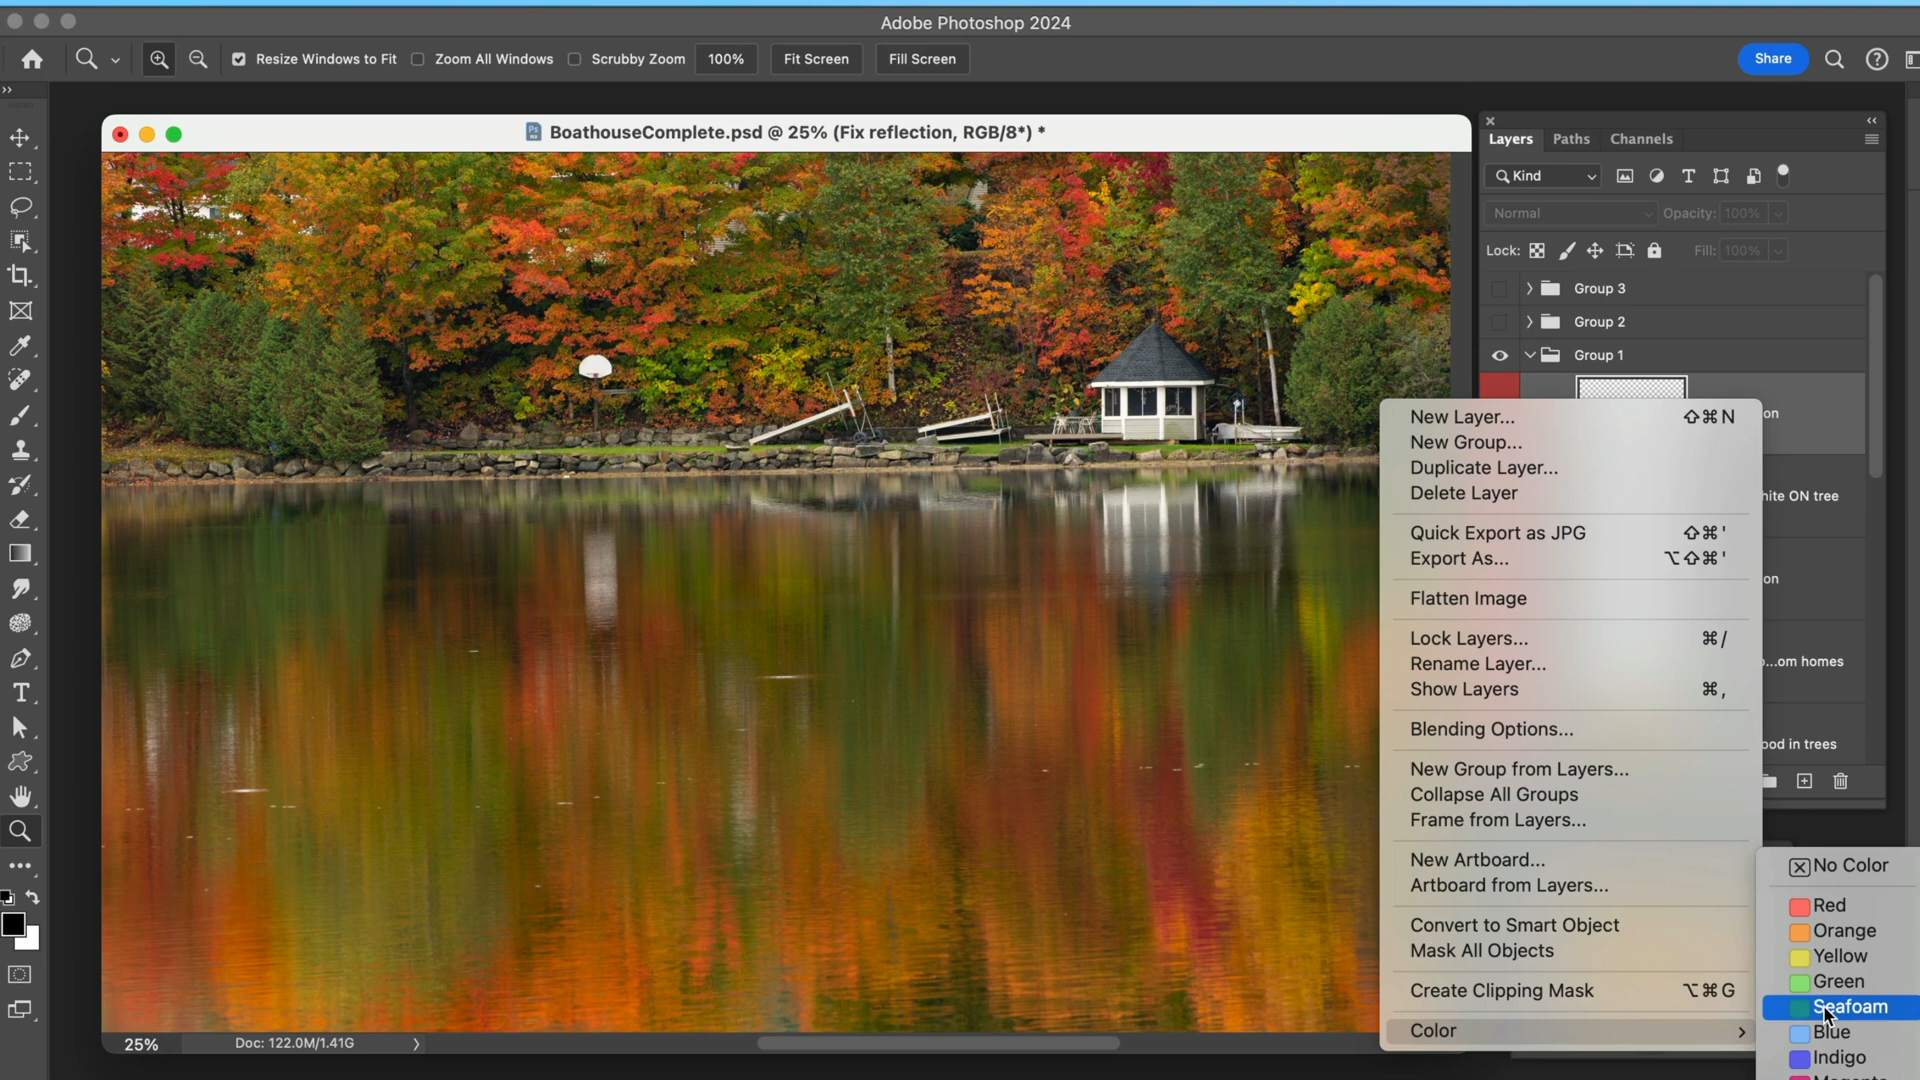 Adobe Photoshop 2024
Resize Windows to Fit Zoom All Windows Scrubby Zoom 100% Fit Screen Fill Screen Share
BoathouseComplete.psd @ 25% (Fix reflection, RGB/8*) *
Layers Paths Channels
Kind
Normal Opacity: 100%
Lock: Fill: 100%
Group 3
Group 2
Group 1
on
hite ON tree
on
o...om homes
ood in trees
New Layer... ⇧⌘N
New Group...
Duplicate Layer...
Delete Layer
Quick Export as JPG ⇧⌘'
Export As... ⌥⇧⌘'
Flatten Image
Lock Layers... ⌘/
Rename Layer...
Show Layers ⌘,
Blending Options...
New Group from Layers...
Collapse All Groups
Frame from Layers...
New Artboard...
Artboard from Layers...
Convert to Smart Object
Mask All Objects
Create Clipping Mask ⌥⌘G
Color
No Color
Red
Orange
Yellow
Green
Seafoam
Blue
Indigo
25% Doc: 122.0M/1.41G